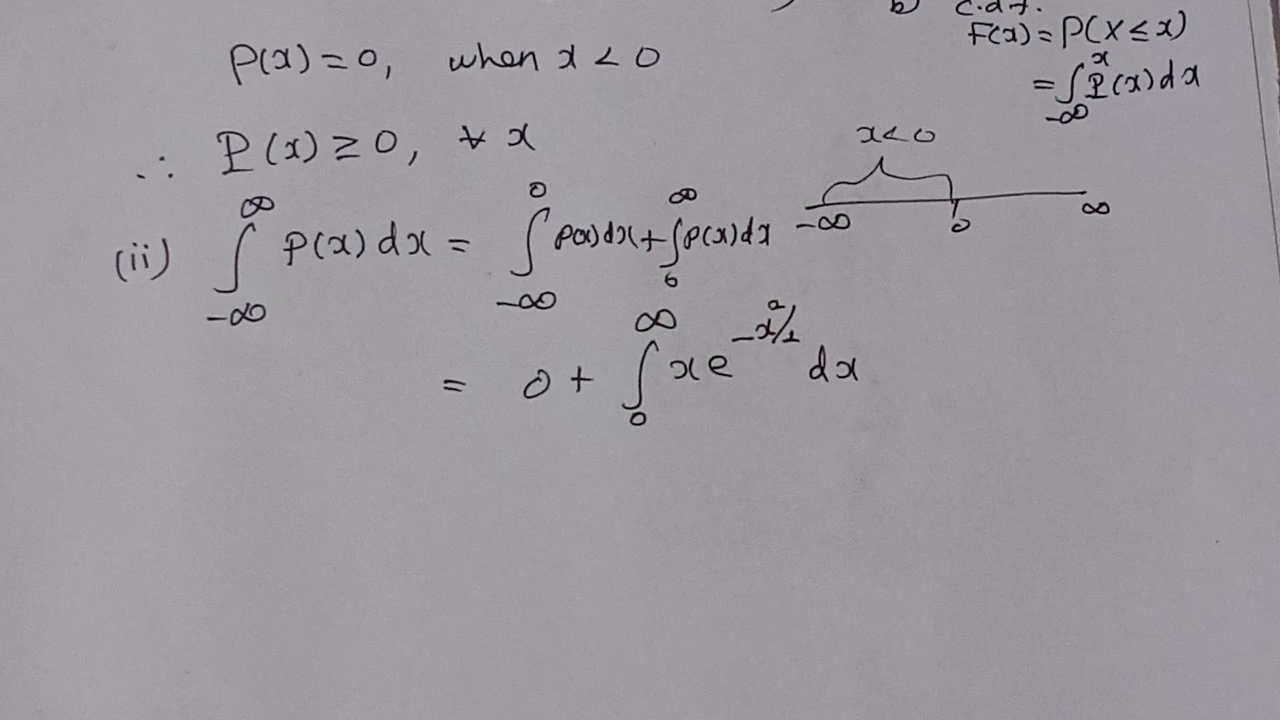 b) c.d.f.
F(x) = P(X ≤ x)
= ∫_{-∞}^{x} P(x) dx
P(x) = 0, when x < 0
∴ P(x) ≥ 0, ∀ x
x < 0
-∞ 0 ∞
(ii) ∫_{-∞}^{∞} P(x) dx = ∫_{-∞}^{0} P(x) dx + ∫_{0}^{∞} P(x) dx
= 0 + ∫_{0}^{∞} x e^{-x²/2} dx